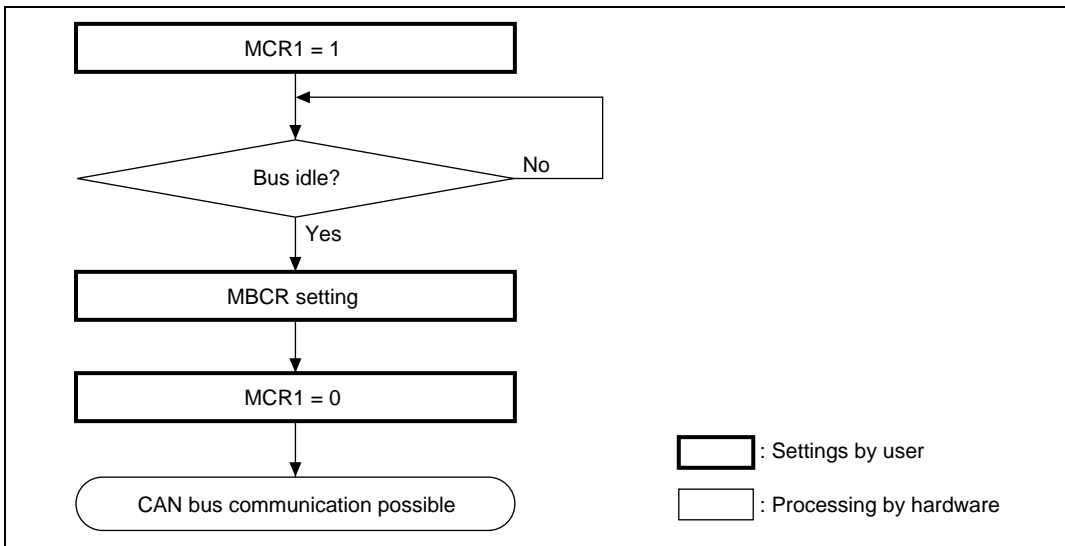 MCR1 = 1
Bus idle?
No
Yes
MBCR setting
MCR1 = 0
CAN bus communication possible
: Settings by user
: Processing by hardware